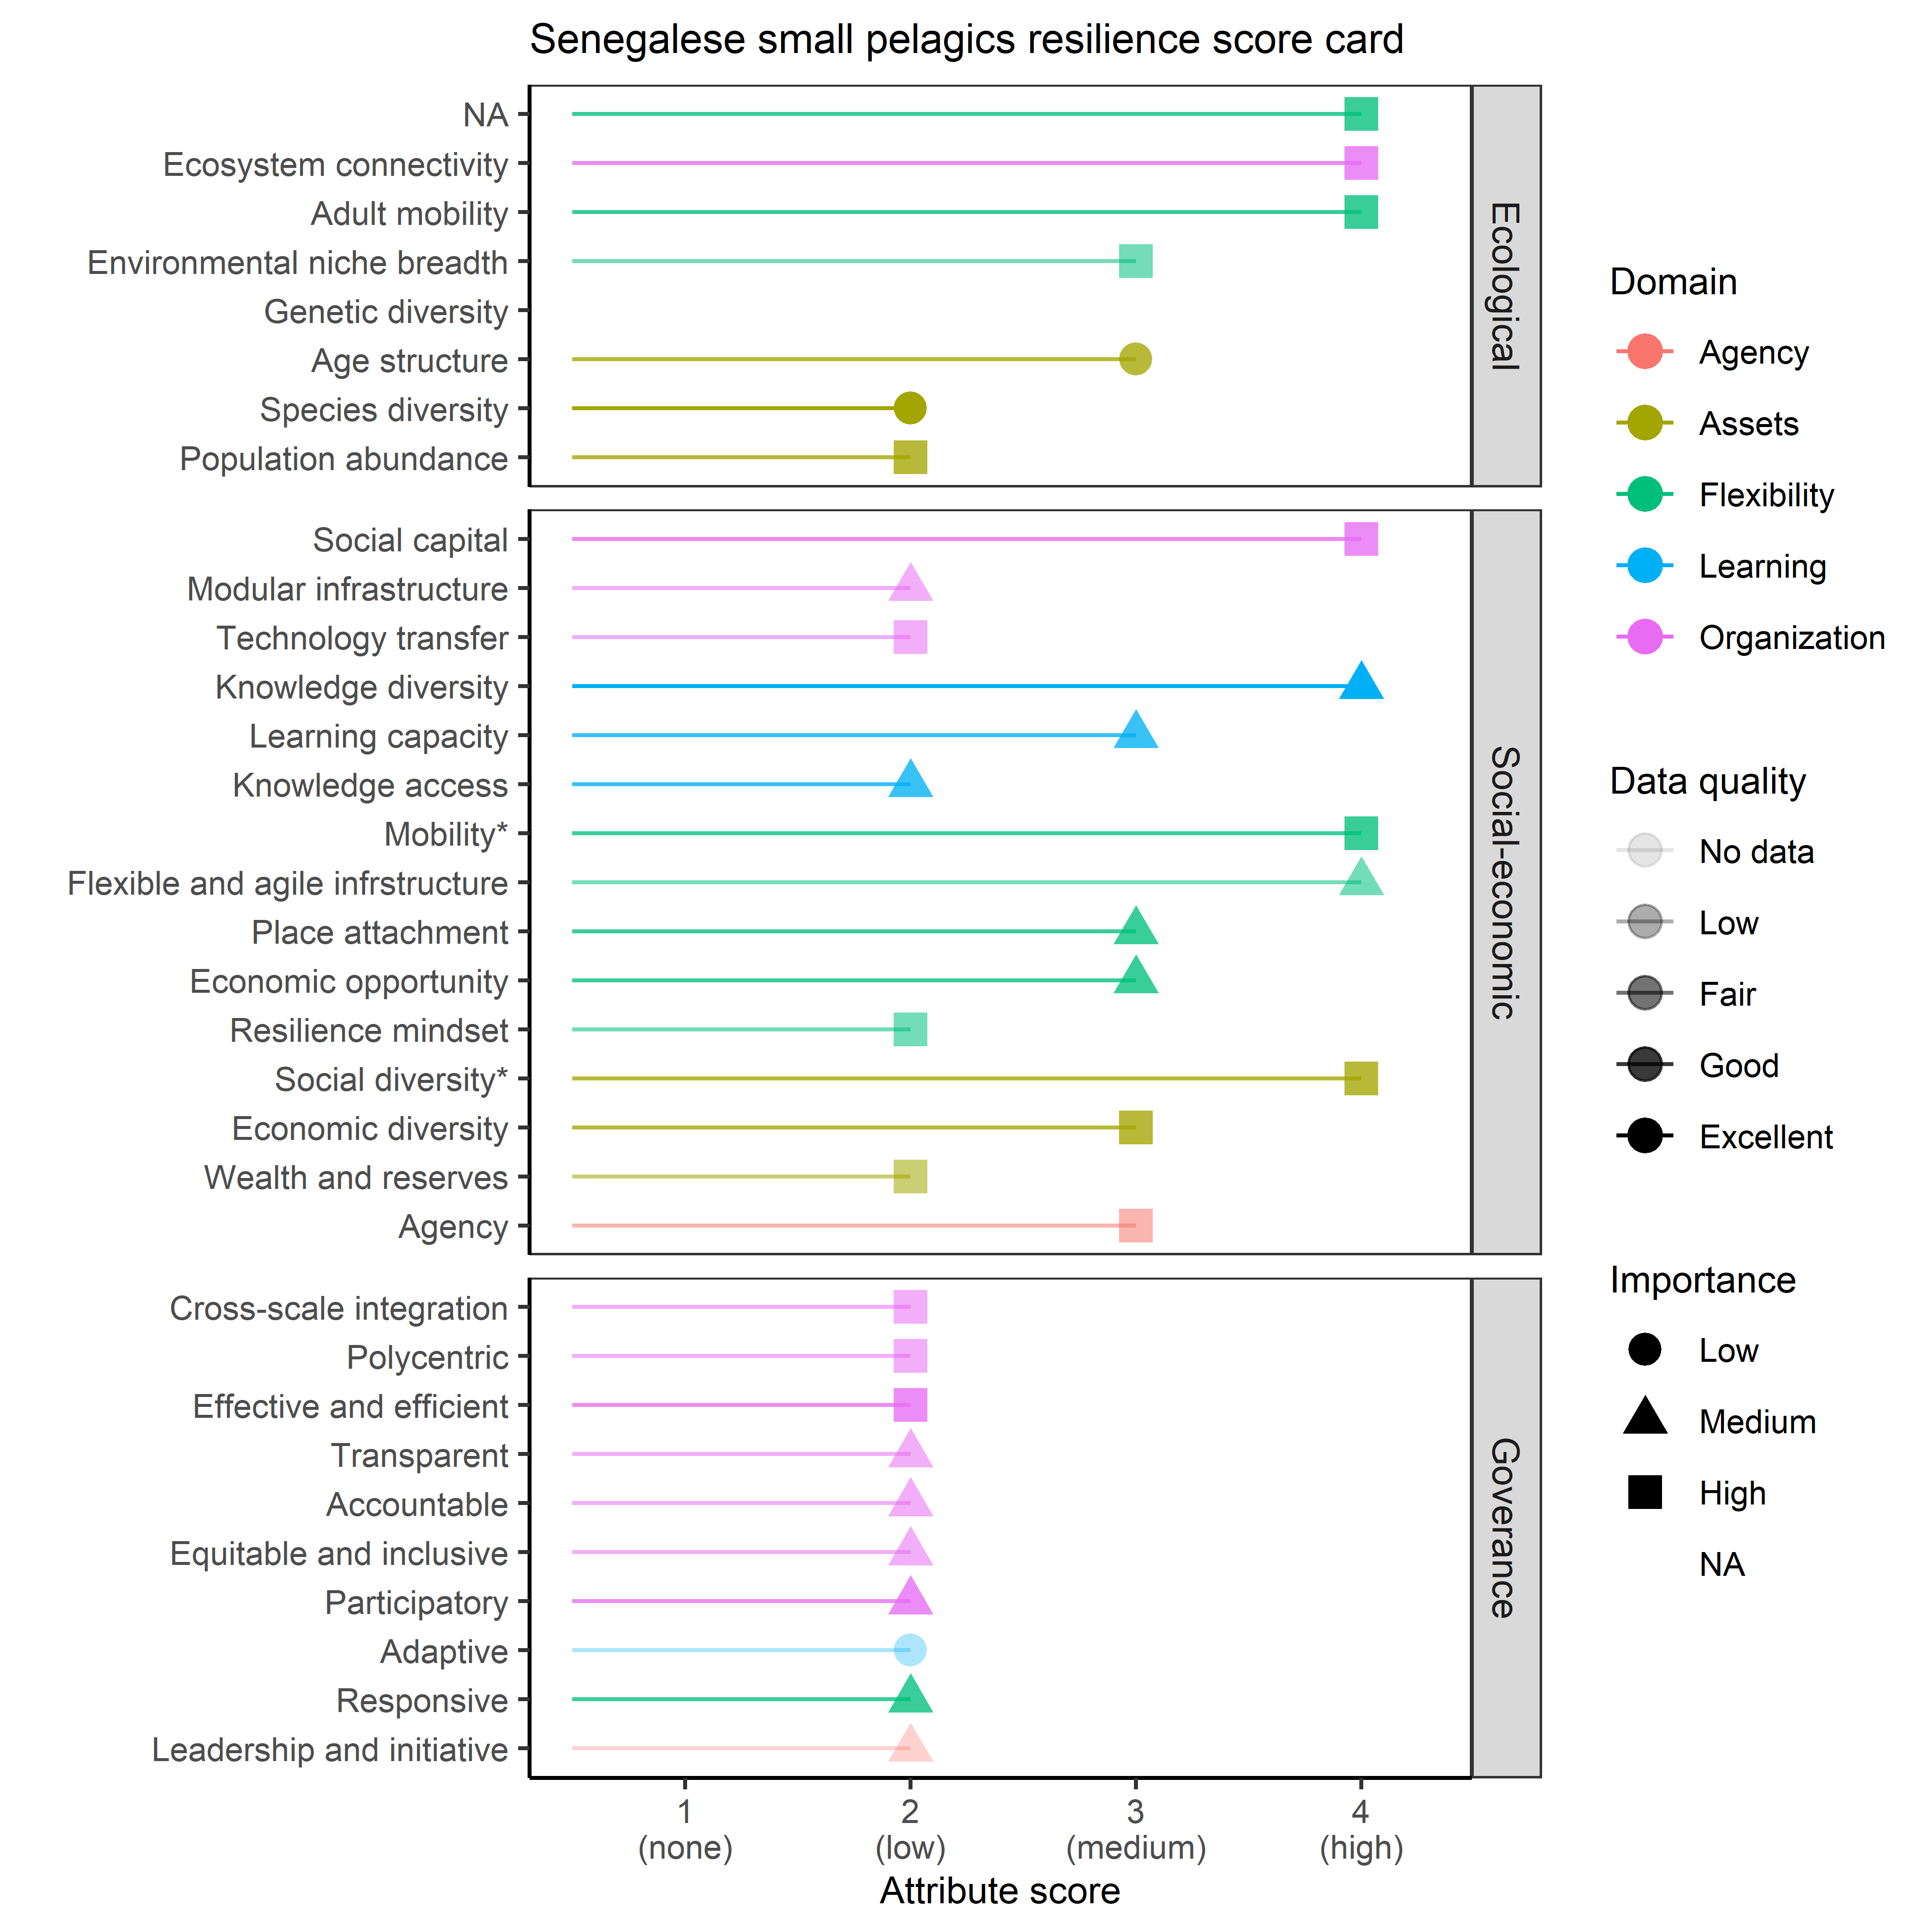 Senegalese small pelagics resilience score card
NA
Ecosystem connectivity
Adult mobility
Environmental niche breadth
Genetic diversity
Age structure
Species diversity
Population abundance
Ecological
Social capital
Modular infrastructure
Technology transfer
Knowledge diversity
Learning capacity
Knowledge access
Mobility*
Flexible and agile infrstructure
Place attachment
Economic opportunity
Resilience mindset
Social diversity*
Economic diversity
Wealth and reserves
Agency
Social-economic
Cross-scale integration
Polycentric
Effective and efficient
Transparent
Accountable
Equitable and inclusive
Participatory
Adaptive
Responsive
Leadership and initiative
Governance
1 2 3 4
(none) (low) (medium) (high)
Attribute score
Domain
Agency
Assets
Flexibility
Learning
Organization
Data quality
No data
Low
Fair
Good
Excellent
Importance
Low
Medium
High
NA